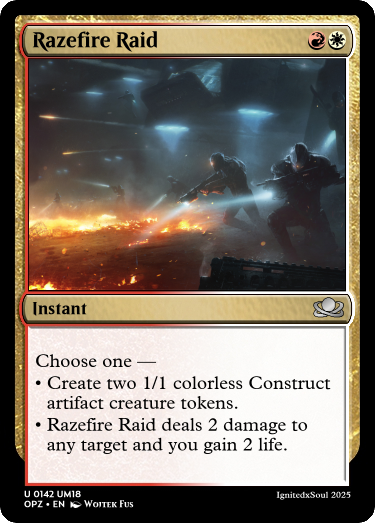 Razefire Raid
Instant
Choose one —
• Create two 1/1 colorless Construct
artifact creature tokens.
• Razefire Raid deals 2 damage to
any target and you gain 2 life.
U 0142 UM18
OPZ • EN Wojtek Fus
IgnitedxSoul 2025